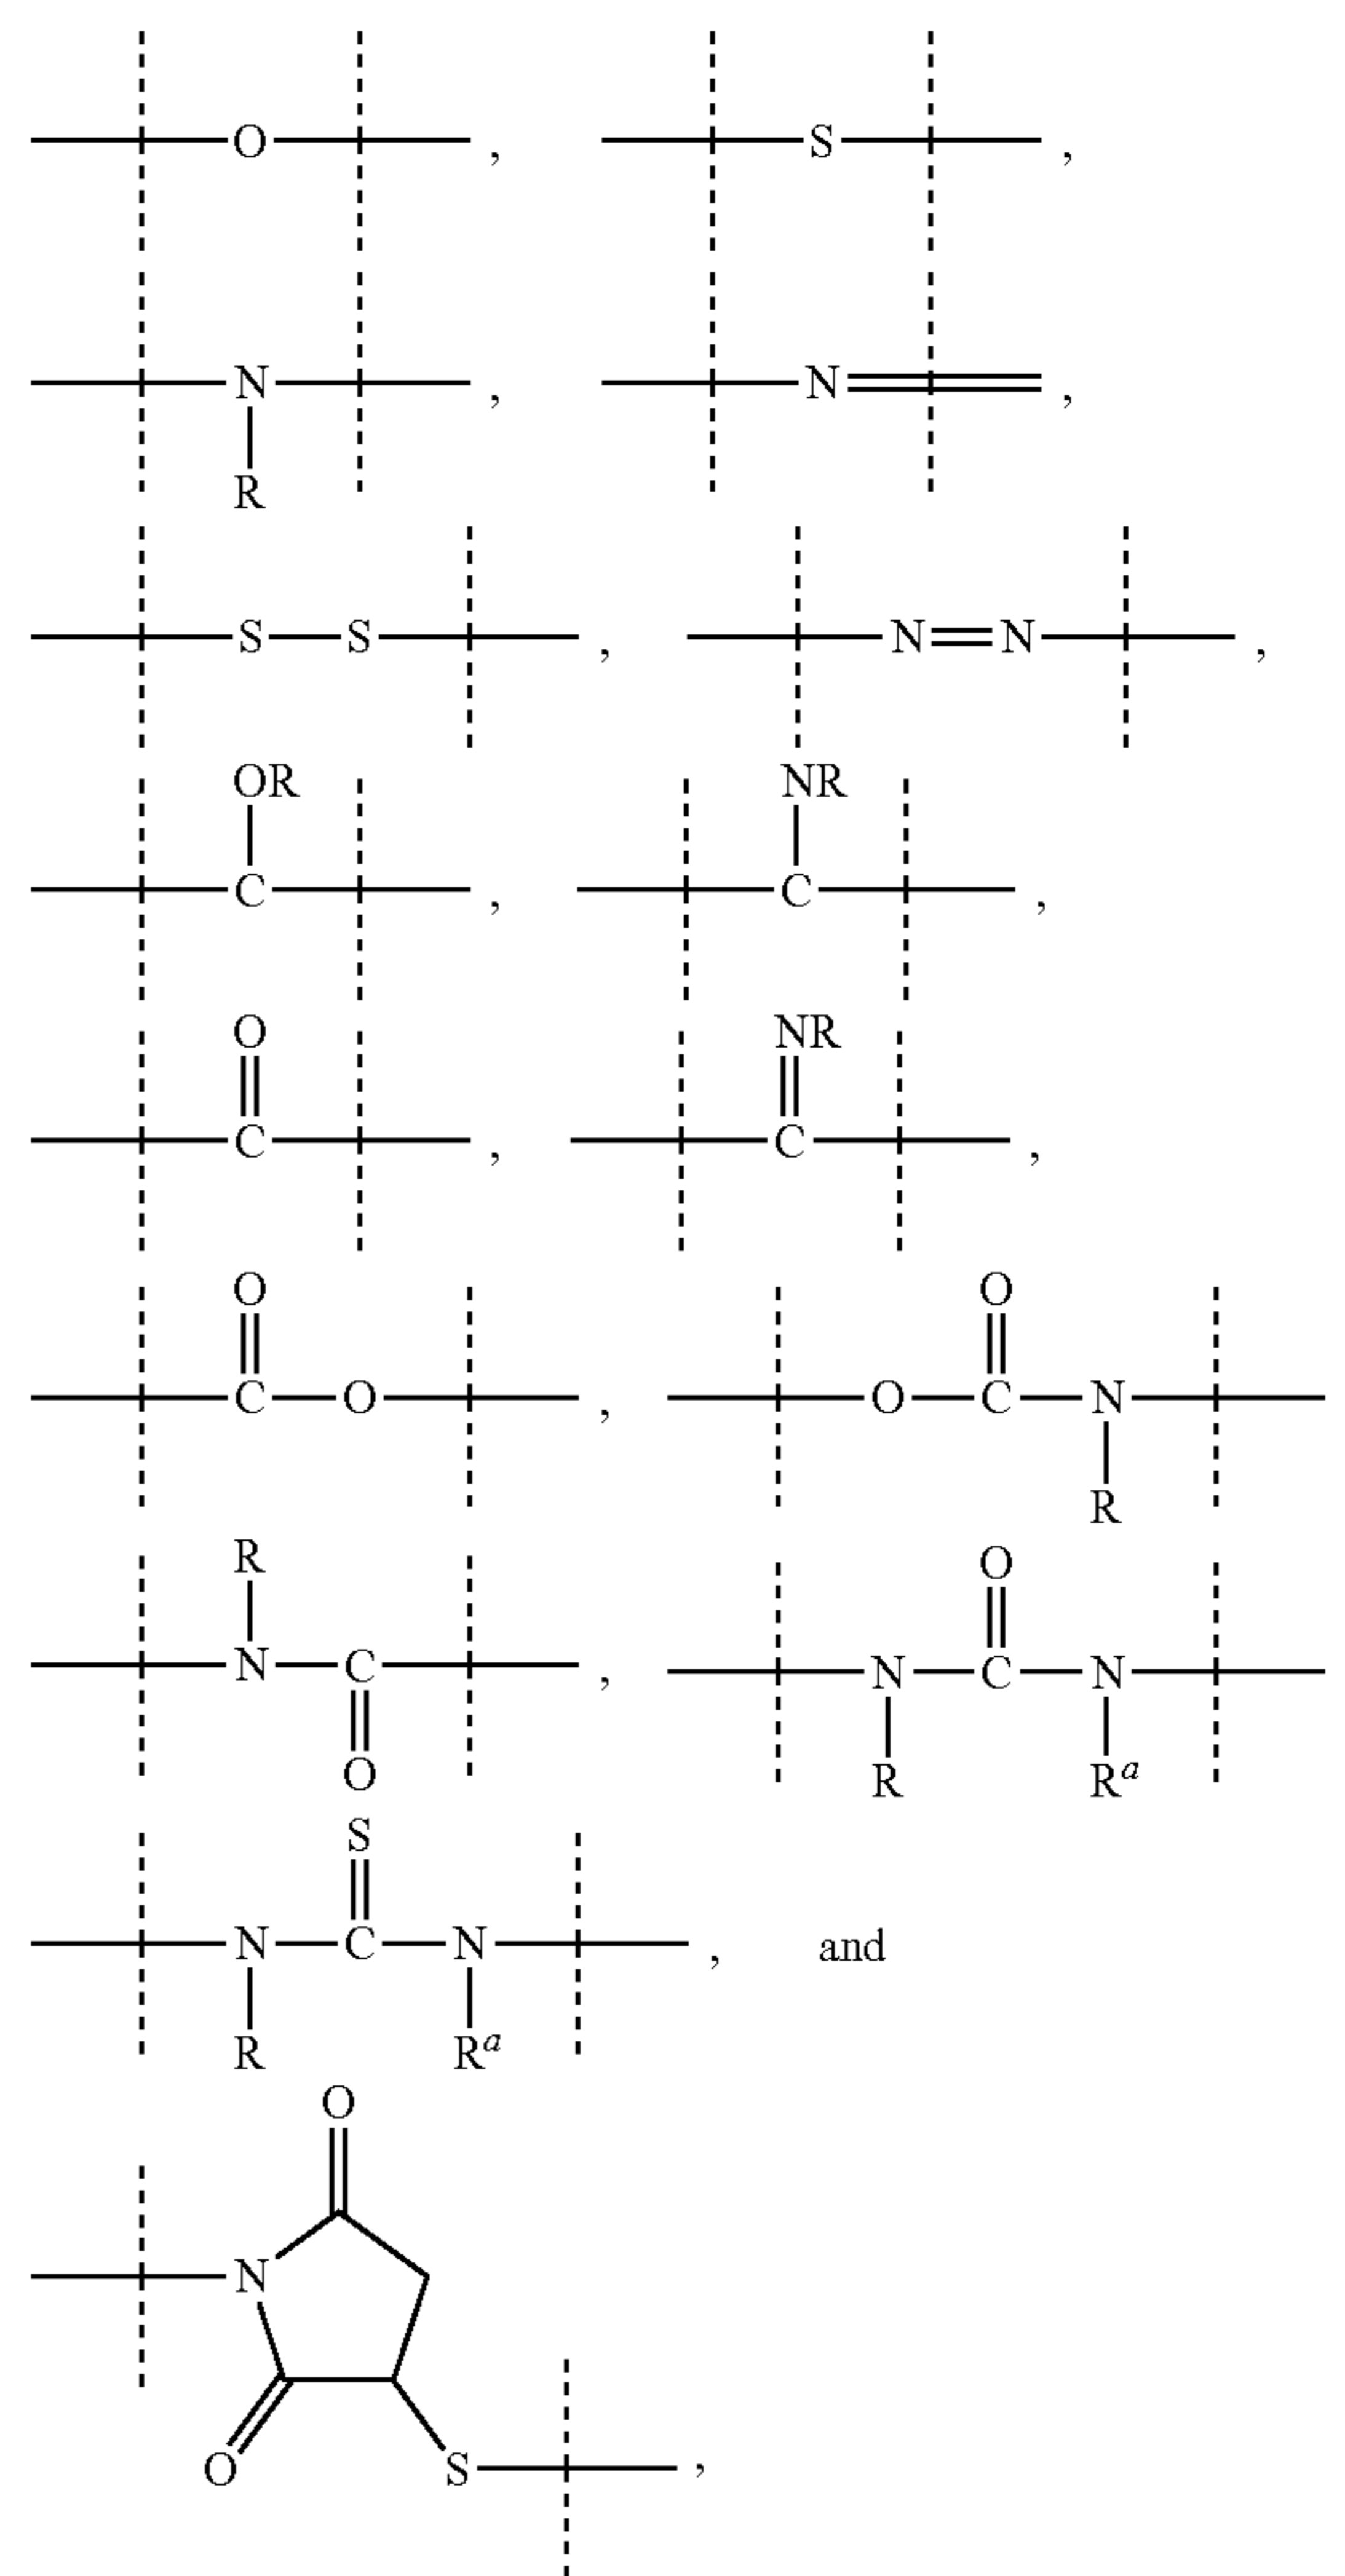 O , S ,
N , N ,
R
S S , N N ,
OR NR
C , C ,
O NR
C , C ,
O O
C O , O C N
R
R O
N C , N C N
O R Rᵃ
S
N C N , and
R Rᵃ
O
N
O S ,